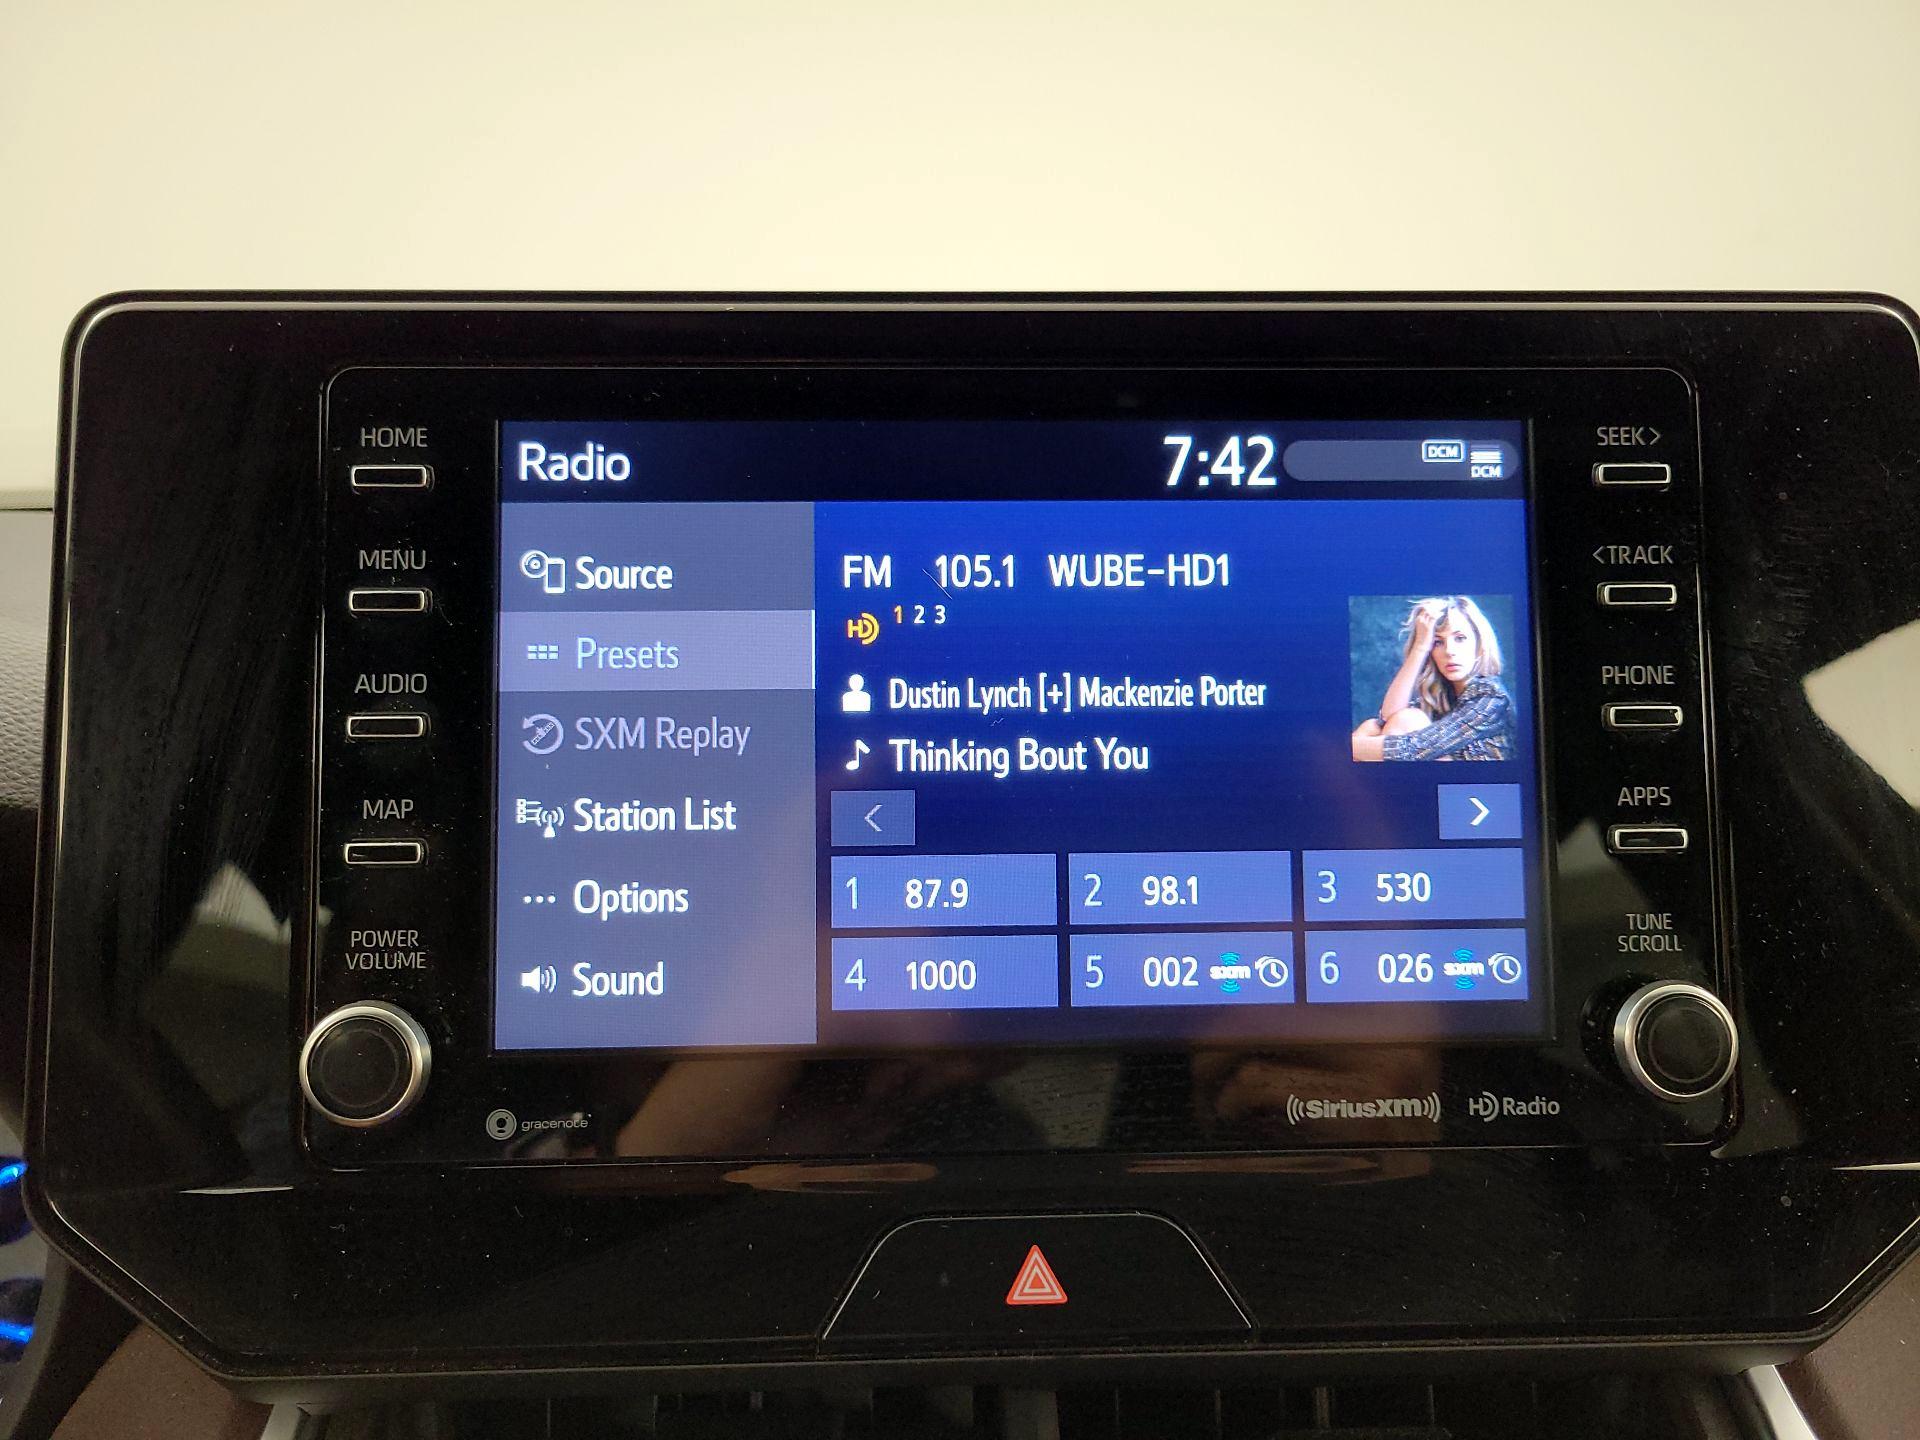 HOME
MENU
AUDIO
MAP
POWER
VOLUME
Radio
7:42
DCM
DCM
Source
Presets
SXM Replay
Station List
Options
Sound
FM 105.1 WUBE-HD1
HD 1 2 3
Dustin Lynch [+] Mackenzie Porter
Thinking Bout You
<
>
1 87.9
2 98.1
3 530
4 1000
5 002 sxm
6 026 sxm
SEEK>
<TRACK
PHONE
APPS
TUNE
SCROLL
gracenote
SiriusXM
HD Radio